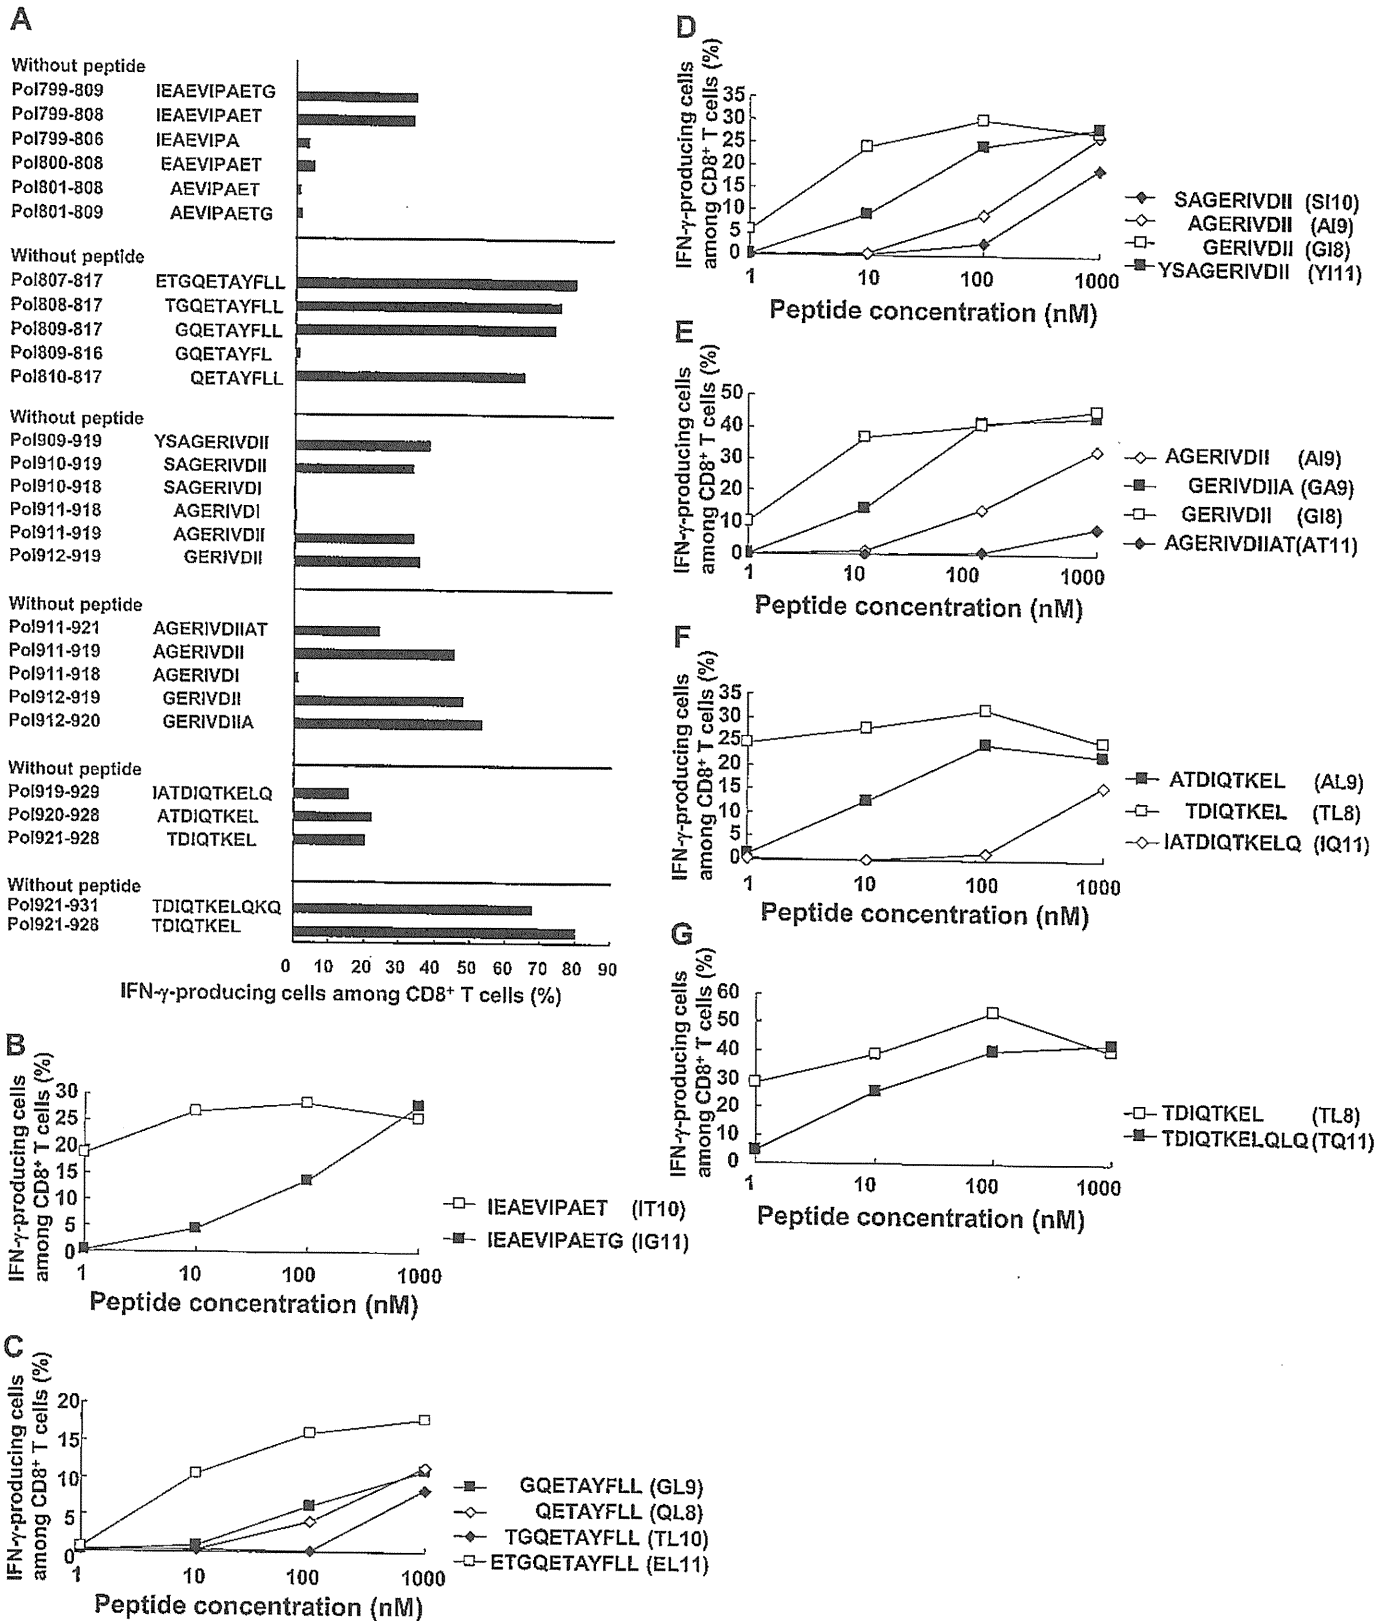 A
Without peptide
Pol799-809 IEAEVIPAETG
Pol799-808 IEAEVIPAET
Pol799-806 IEAEVIPA
Pol800-808 EAEVIPAET
Pol801-808 AEVIPAET
Pol801-809 AEVIPAETG
Without peptide
Pol807-817 ETGQETAYFLL
Pol808-817 TGQETAYFLL
Pol809-817 GQETAYFLL
Pol809-816 GQETAYFL
Pol810-817 QETAYFLL
Without peptide
Pol909-919 YSAGERIVDII
Pol910-919 SAGERIVDII
Pol910-918 SAGERIVDI
Pol911-918 AGERIVDI
Pol911-919 AGERIVDII
Pol912-919 GERIVDII
Without peptide
Pol911-921 AGERIVDIIAT
Pol911-919 AGERIVDII
Pol911-918 AGERIVDI
Pol912-919 GERIVDII
Pol912-920 GERIVDIIA
Without peptide
Pol919-929 IATDIQTKELQ
Pol920-928 ATDIQTKEL
Pol921-928 TDIQTKEL
Without peptide
Pol921-931 TDIQTKELQKQ
Pol921-928 TDIQTKEL
0 10 20 30 40 50 60 70 80 90
IFN-γ-producing cells among CD8⁺ T cells (%)
B
IFN-γ-producing cells
among CD8⁺ T cells (%)
30
25
20
15
10
5
0
1 10 100 1000
Peptide concentration (nM)
IEAEVIPAET (IT10)
IEAEVIPAETG (IG11)
C
IFN-γ-producing cells
among CD8⁺ T cells (%)
20
15
10
5
0
1 10 100 1000
Peptide concentration (nM)
GQETAYFLL (GL9)
QETAYFLL (QL8)
TGQETAYFLL (TL10)
ETGQETAYFLL (EL11)
D
IFN-γ-producing cells
among CD8⁺ T cells (%)
35
30
25
20
15
10
5
0
1 10 100 1000
Peptide concentration (nM)
SAGERIVDII (SI10)
AGERIVDII (AI9)
GERIVDII (GI8)
YSAGERIVDII (YI11)
E
IFN-γ-producing cells
among CD8⁺ T cells (%)
50
40
30
20
10
0
1 10 100 1000
Peptide concentration (nM)
AGERIVDII (AI9)
GERIVDIIA (GA9)
GERIVDII (GI8)
AGERIVDIIAT(AT11)
F
IFN-γ-producing cells
among CD8⁺ T cells (%)
35
30
25
20
15
10
5
0
1 10 100 1000
Peptide concentration (nM)
ATDIQTKEL (AL9)
TDIQTKEL (TL8)
IATDIQTKELQ (IQ11)
G
IFN-γ-producing cells
among CD8⁺ T cells (%)
60
50
40
30
20
10
0
1 10 100 1000
Peptide concentration (nM)
TDIQTKEL (TL8)
TDIQTKELQLQ(TQ11)